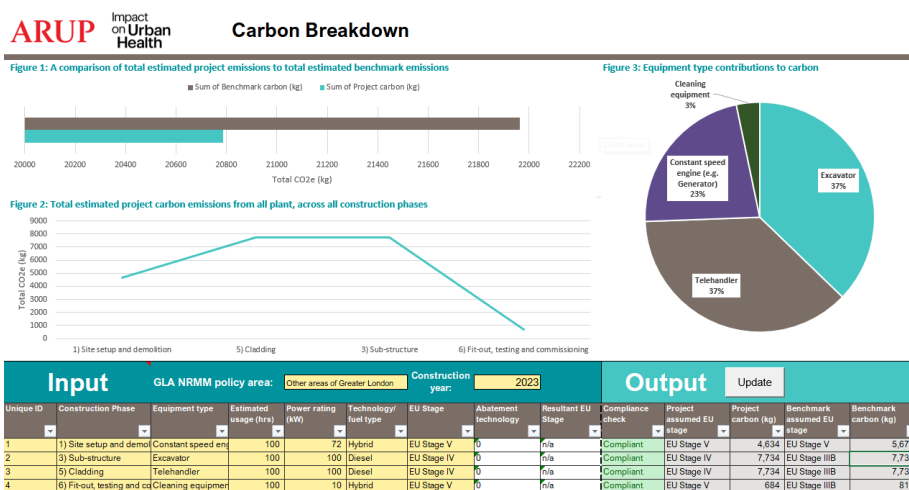 ARUP
Impact
on Urban
Health
Carbon Breakdown
Figure 1: A comparison of total estimated project emissions to total estimated benchmark emissions
Sum of Benchmark carbon (kg) Sum of Project carbon (kg)
20000 20200 20400 20600 20800 21000 21200 21400 21600 21800 22000 22200
Total CO2e (kg)
Figure 2: Total estimated project carbon emissions from all plant, across all construction phases
9000
8000
7000
6000
5000
4000
3000
2000
1000
0
Total CO2e (kg)
1) Site setup and demolition 5) Cladding 3) Sub-structure 6) Fit-out, testing and commissioning
Figure 3: Equipment type contributions to carbon
Cleaning
equipment
3%
Constant speed
engine (e.g.
Generator)
23%
Excavator
37%
Telehandler
37%
Input GLA NRMM policy area: Other areas of Greater London Construction year: 2023 Output Update
Unique ID Construction Phase Equipment type Estimated usage (hrs) Power rating (kW) Technology/ fuel type EU Stage Abatement technology Resultant EU Stage Compliance check Project assumed EU stage Project carbon (kg) Benchmark assumed EU stage Benchmark carbon (kg)
1 1) Site setup and demol Constant speed eng 100 72 Hybrid EU Stage V 0 n/a Compliant EU Stage V 4,634 EU Stage V 5,67
2 3) Sub-structure Excavator 100 100 Diesel EU Stage IV 0 n/a Compliant EU Stage IV 7,734 EU Stage IIIB 7,73
3 5) Cladding Telehandler 100 100 Diesel EU Stage IV 0 n/a Compliant EU Stage IV 7,734 EU Stage IIIB 7,73
4 6) Fit-out, testing and co Cleaning equipmen 100 10 Hybrid EU Stage V 0 n/a Compliant EU Stage V 684 EU Stage IIIB 81